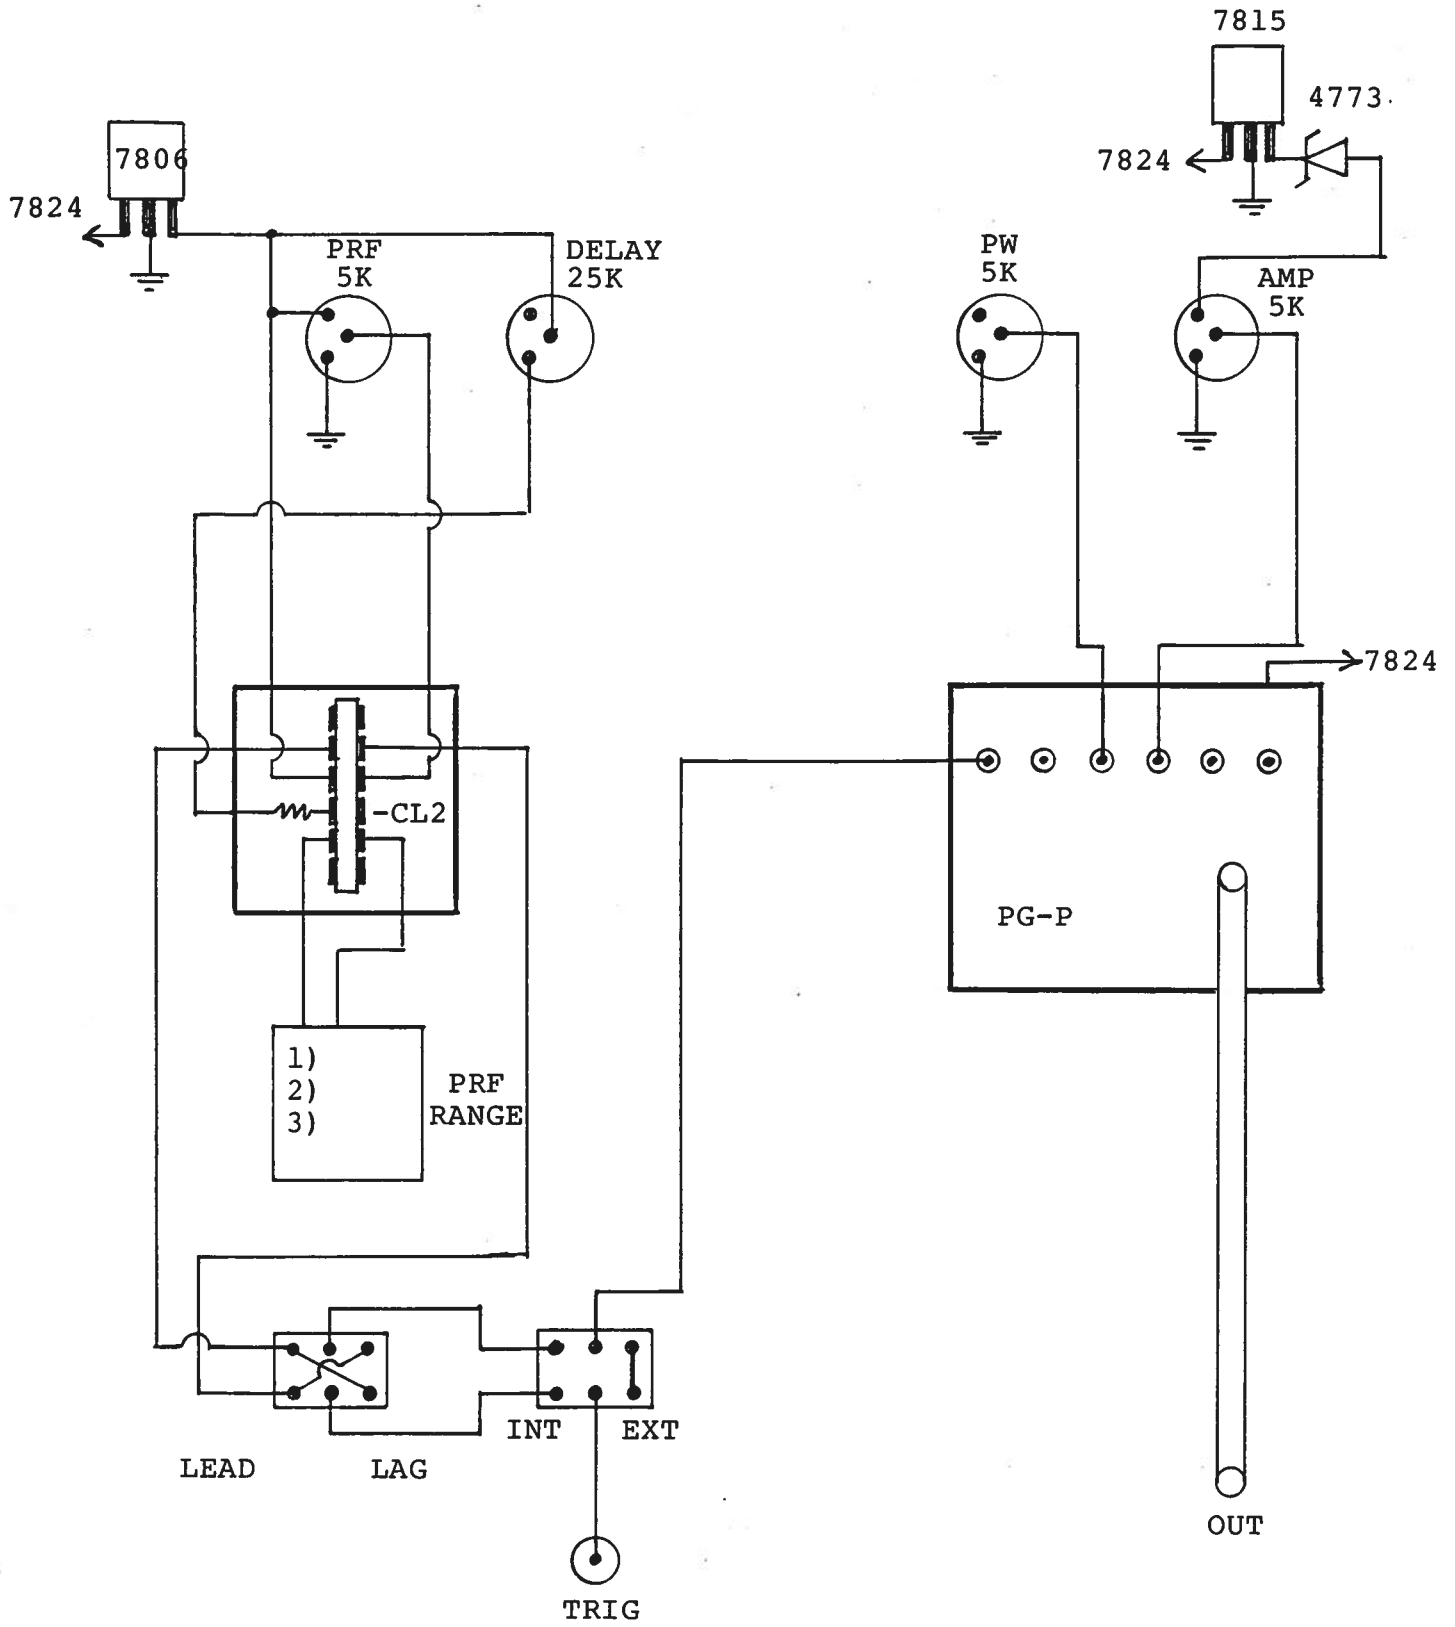 7815
4773
7806
7824
7824
PRF
5K
DELAY
25K
PW
5K
AMP
5K
7824
-CL2
PG-P
1)
2)
3)
PRF
RANGE
INT
EXT
LEAD
LAG
OUT
TRIG